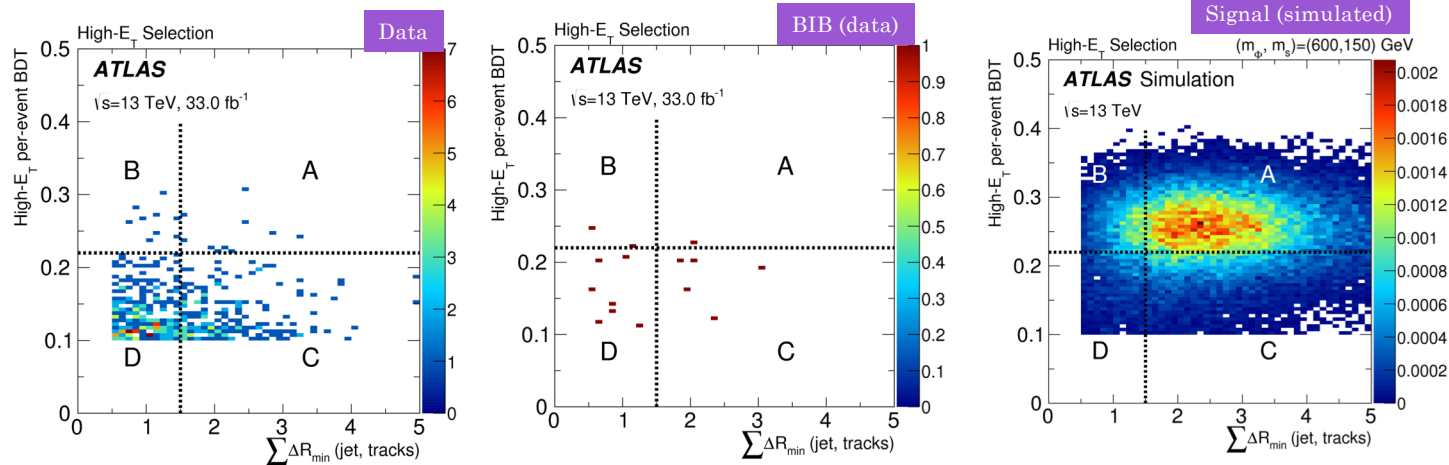 Data
High-E_T Selection
ATLAS
√s=13 TeV, 33.0 fb⁻¹
High-E_T per-event BDT
0.5
0.4
0.3
0.2
0.1
0
B
A
D
C
0
1
2
3
4
5
∑ΔR_min (jet, tracks)
7
6
5
4
3
2
1
0
BIB (data)
High-E_T Selection
ATLAS
√s=13 TeV, 33.0 fb⁻¹
High-E_T per-event BDT
0.5
0.4
0.3
0.2
0.1
0
B
A
D
C
0
1
2
3
4
5
∑ΔR_min (jet, tracks)
1
0.9
0.8
0.7
0.6
0.5
0.4
0.3
0.2
0.1
0
Signal (simulated)
High-E_T Selection
(m_Φ, m_s)=(600,150) GeV
ATLAS Simulation
√s=13 TeV
High-E_T per-event BDT
0.5
0.4
0.3
0.2
0.1
0
B
A
D
C
0
1
2
3
4
5
∑ΔR_min (jet, tracks)
0.002
0.0018
0.0016
0.0014
0.0012
0.001
0.0008
0.0006
0.0004
0.0002
0